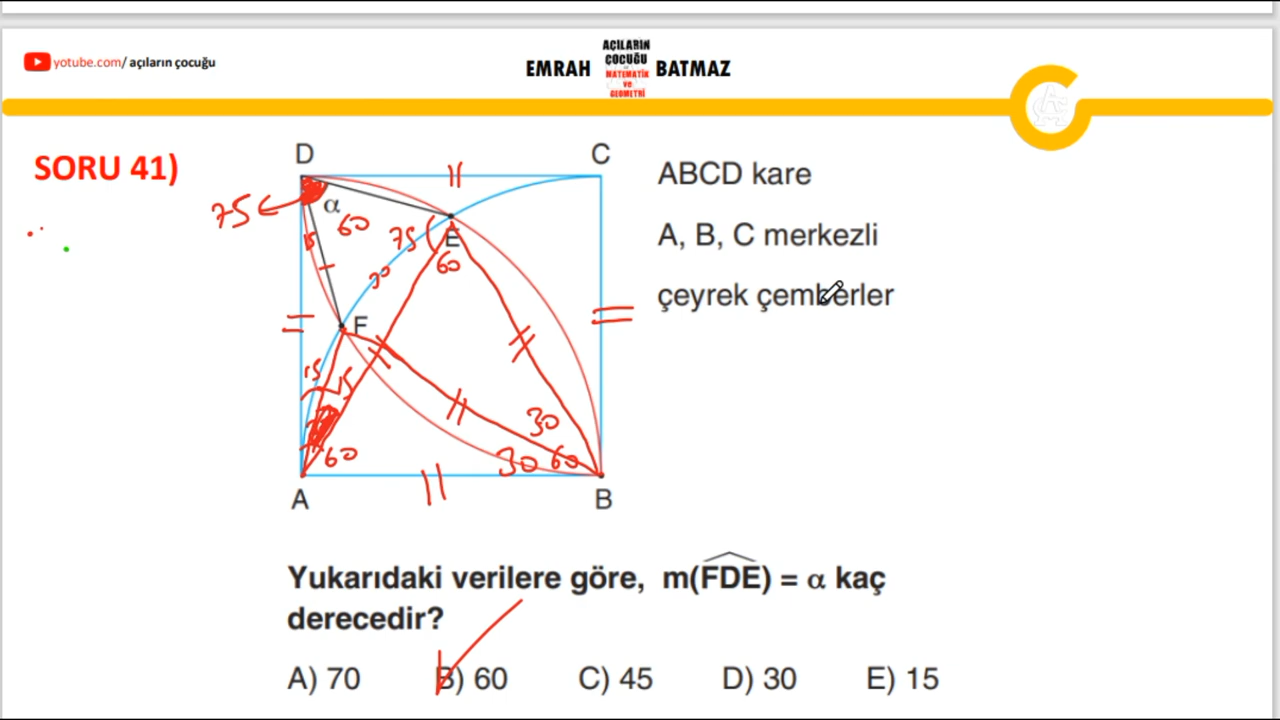 yotube.com/ açıların çocuğu
EMRAH
AÇILARIN
ÇOCUĞU
MATEMATİK
ve
GEOMETRİ
BATMAZ
SORU 41)
D
C
75
α
60
15
75
E
60
30
F
15
15
60
30
30
60
A
B
ABCD kare
A, B, C merkezli
çeyrek çemberler
Yukarıdaki verilere göre, m(FDE) = α kaç
derecedir?
A) 70 B) 60 C) 45 D) 30 E) 15